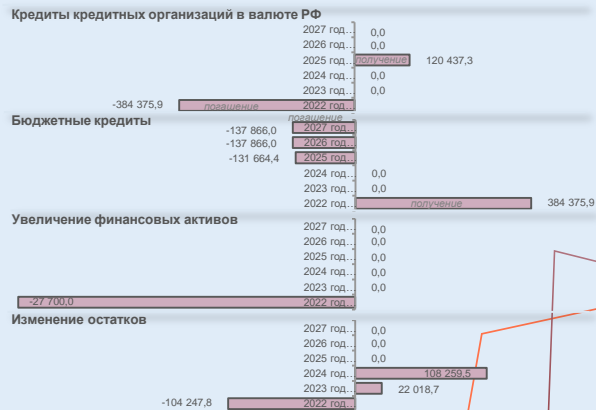 Кредиты кредитных организаций в валюте РФ
2027 год... 0,0
2026 год... 0,0
2025 год... получение 120 437,3
2024 год... 0,0
2023 год... 0,0
-384 375,9 погашение 2022 год...
Бюджетные кредиты погашение
-137 866,0 2027 год...
-137 866,0 2026 год...
-131 664,4 2025 год...
2024 год... 0,0
2023 год... 0,0
2022 год... получение 384 375,9
Увеличение финансовых активов
2027 год... 0,0
2026 год... 0,0
2025 год... 0,0
2024 год... 0,0
2023 год... 0,0
-27 700,0 2022 год...
Изменение остатков
2027 год... 0,0
2026 год... 0,0
2025 год... 0,0
2024 год... 108 259,5
2023 год... 22 018,7
-104 247,8 2022 год...